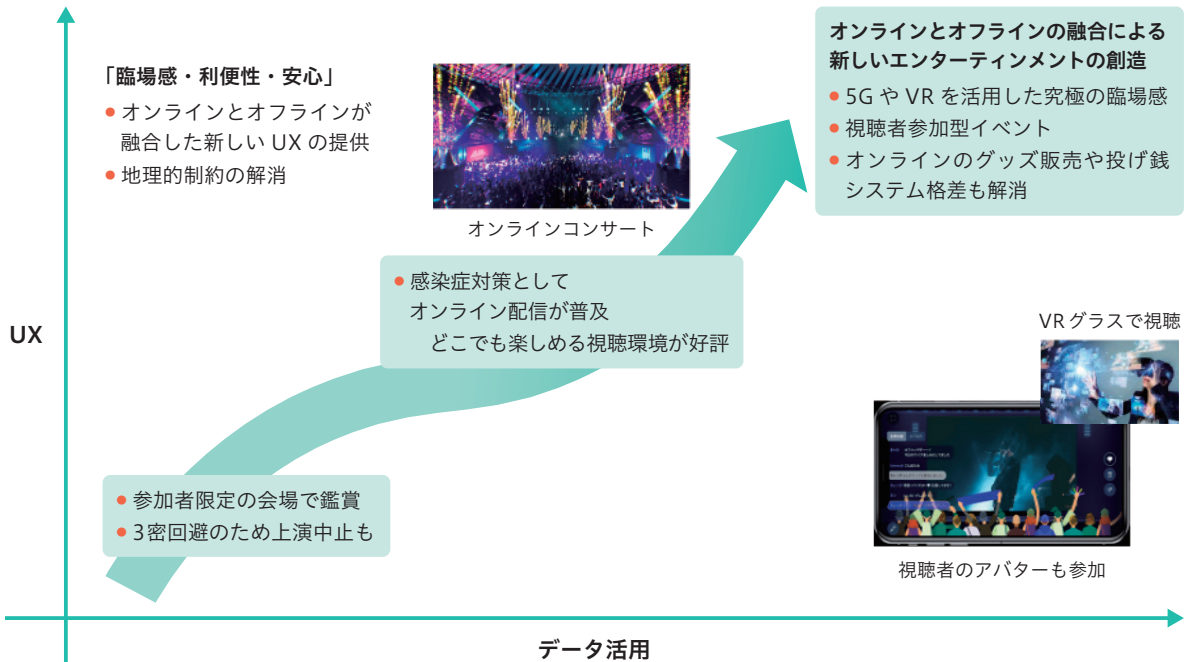 「臨場感・利便性・安心」
● オンラインとオフラインが
融合した新しい UX の提供
● 地理的制約の解消
オンラインコンサート
オンラインとオフラインの融合による
新しいエンターティンメントの創造
● 5G や VR を活用した究極の臨場感
● 視聴者参加型イベント
● オンラインのグッズ販売や投げ銭
システム格差も解消
● 感染症対策として
オンライン配信が普及
どこでも楽しめる視聴環境が好評
UX
VRグラスで視聴
● 参加者限定の会場で鑑賞
● 3密回避のため上演中止も
視聴者のアバターも参加
データ活用